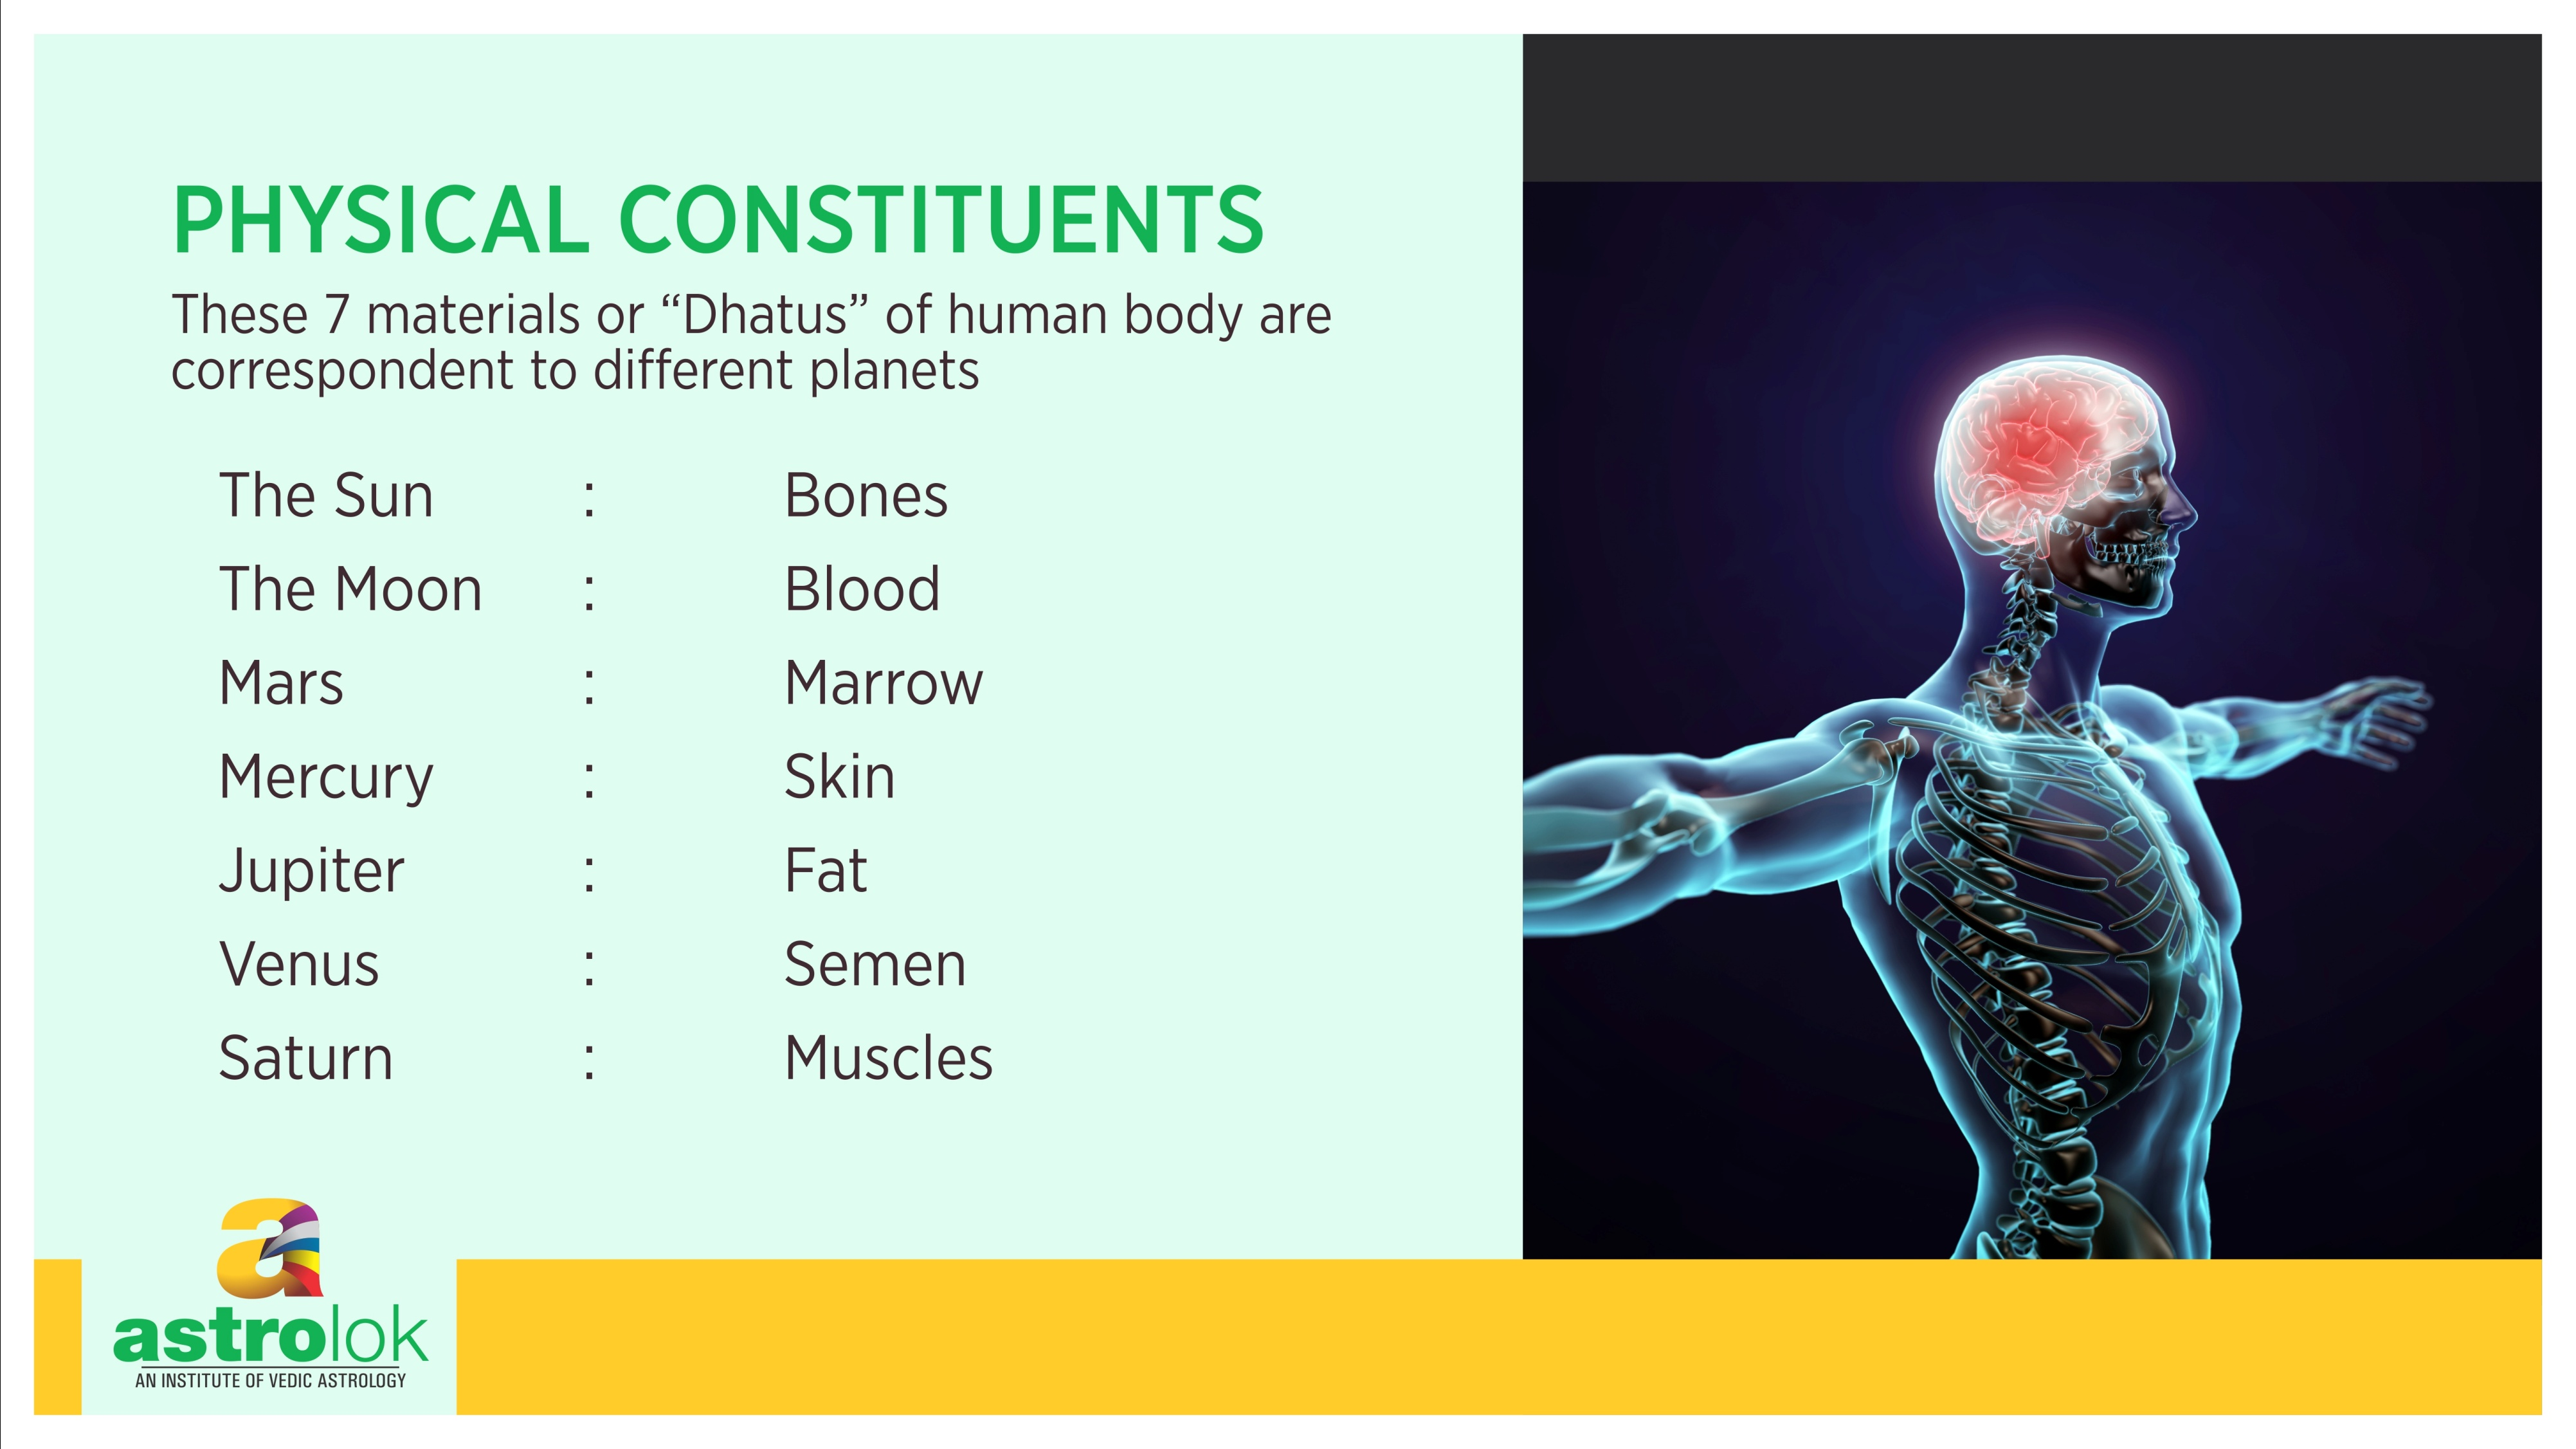 PHYSICAL CONSTITUENTS
These 7 materials or “Dhatus” of human body are
correspondent to different planets
The Sun : Bones
The Moon : Blood
Mars : Marrow
Mercury : Skin
Jupiter : Fat
Venus : Semen
Saturn : Muscles
a
astrolok
AN INSTITUTE OF VEDIC ASTROLOGY